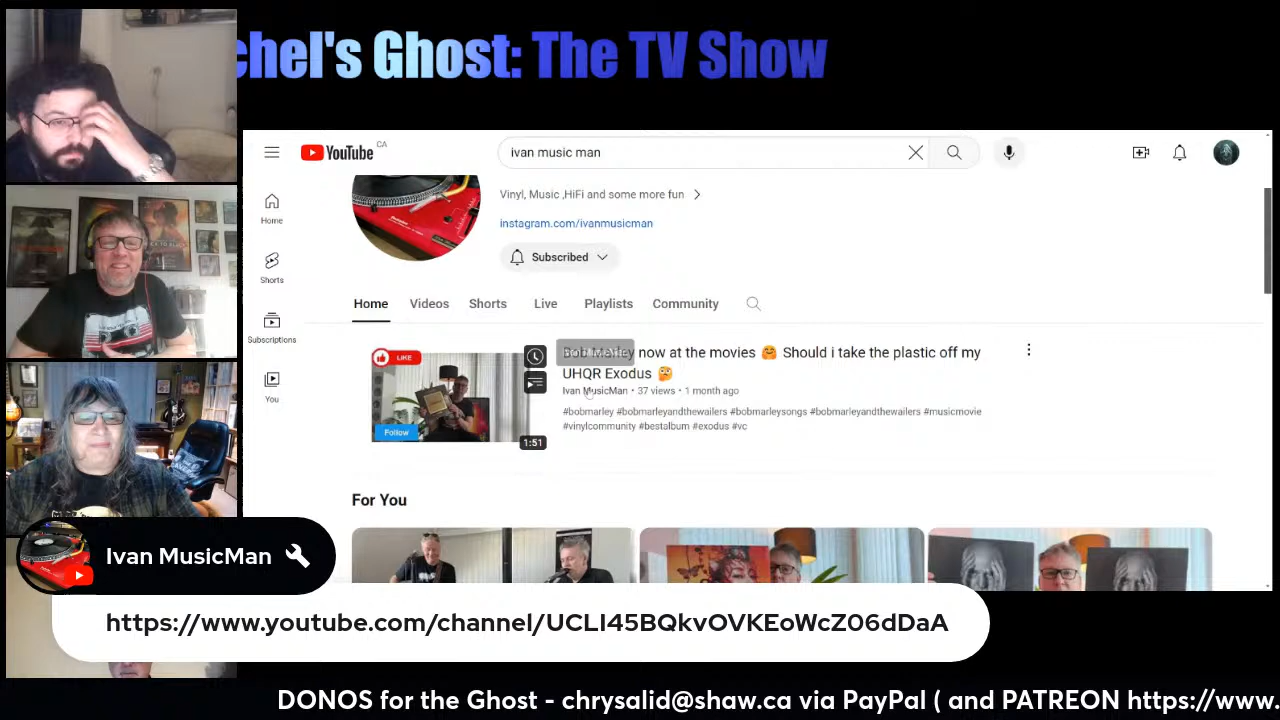 chel's Ghost: The TV Show
YouTube CA
ivan music man
Home
Shorts
Subscriptions
You
Vinyl, Music ,HiFi and some more fun
instagram.com/ivanmusicman
Subscribed
Home Videos Shorts Live Playlists Community
LIKE
Follow
1:51
Bob Marley now at the movies 🤗 Should i take the plastic off my
UHQR Exodus 🤔
Ivan MusicMan • 37 views • 1 month ago
#bobmarley #bobmarleyandthewailers #bobmarleysongs #bobmarleyandthewailers #musicmovie
#vinylcommunity #bestalbum #exodus #vc
For You
Ivan MusicMan
https://www.youtube.com/channel/UCLI45BQkvOVKEoWcZ06dDaA
DONOS for the Ghost - chrysalid@shaw.ca via PayPal ( and PATREON https://www.